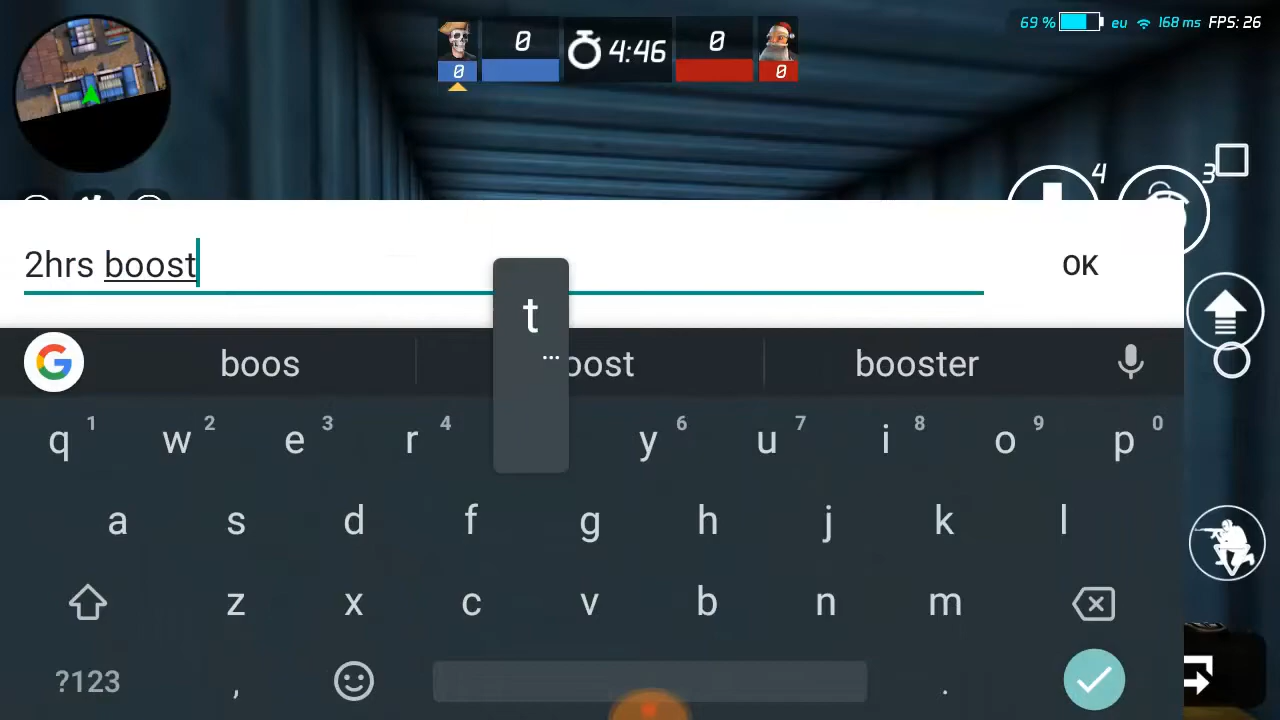 69 % eu 168 ms FPS: 26
0 4:46 0
0 0
4 3
2hrs boost
OK
t
...
boos oost booster
q 1 w 2 e 3 r 4 y 6 u 7 i 8 o 9 p 0
a s d f g h j k l
z x c v b n m
?123 , .